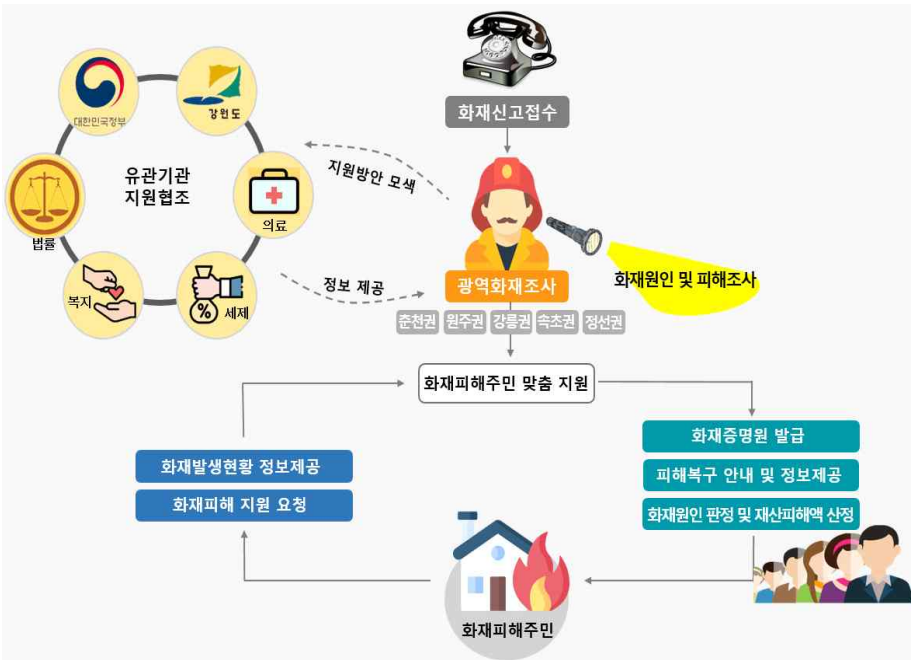 화재신고접수
대한민국정부
강원도
유관기관
지원협조
의료
법률
복지
세제
지원방안 모색
정보 제공
광역화재조사
화재원인 및 피해조사
춘천권 원주권 강릉권 속초권 정선권
화재피해주민 맞춤 지원
화재증명원 발급
피해복구 안내 및 정보제공
화재원인 판정 및 재산피해액 산정
화재발생현황 정보제공
화재피해 지원 요청
화재피해주민